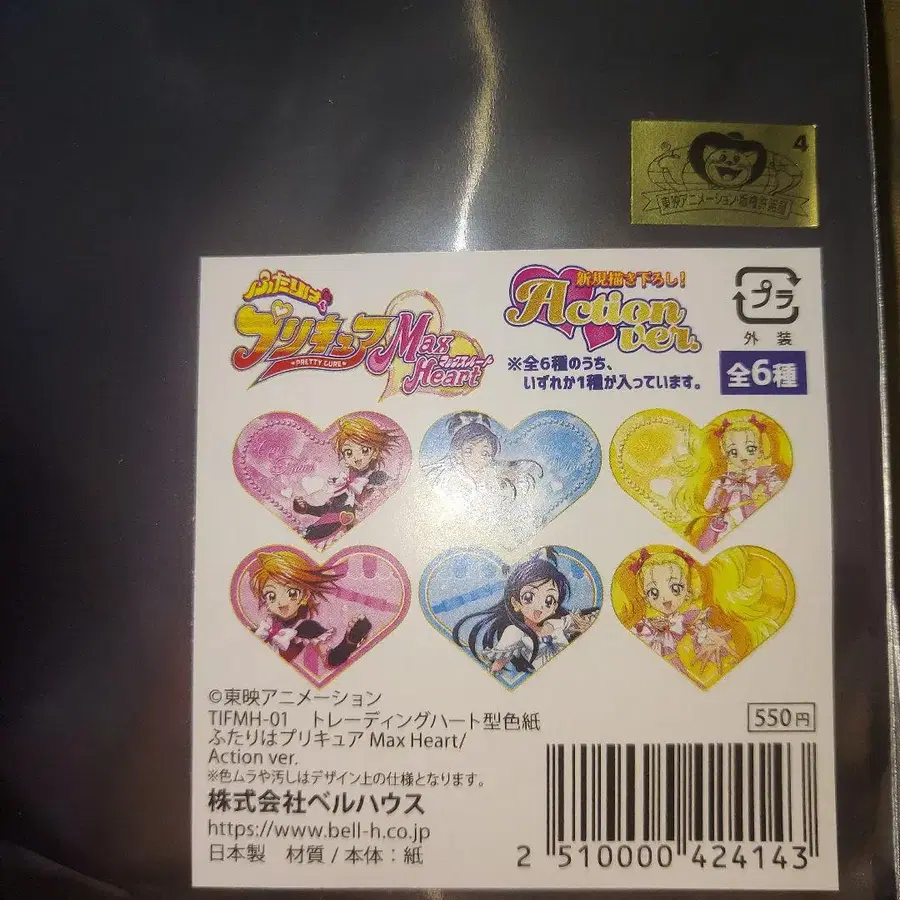 4
東映アニメーション・版権許諾証
ふたりは
プリキュア
PRETTY CURE
Max
マックスハート
Heart
新規描き下ろし!
Action
ver.
※全6種のうち、
いずれか1種が入っています。
プラ
外装
全6種
©東映アニメーション
TIFMH-01 トレーディングハート型色紙
ふたりはプリキュア Max Heart/
Action ver.
※色ムラや汚しはデザイン上の仕様となります。
株式会社ベルハウス
https://www.bell-h.co.jp
日本製 材質/本体:紙
550円
2 510000 424143